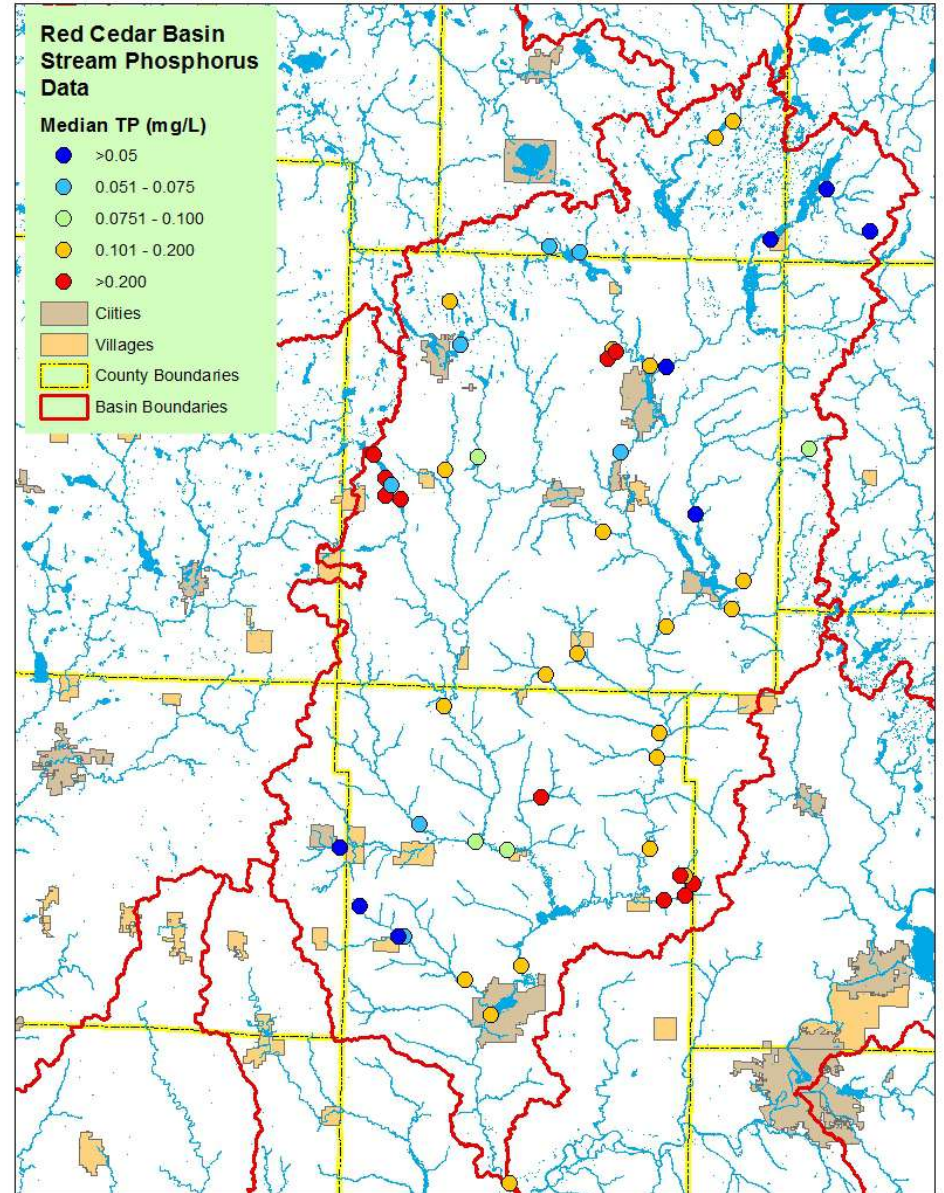 Red Cedar Basin
Stream Phosphorus
Data
Median TP (mg/L)
>0.05
0.051 - 0.075
0.0751 - 0.100
0.101 - 0.200
>0.200
Ciities
Villages
County Boundaries
Basin Boundaries